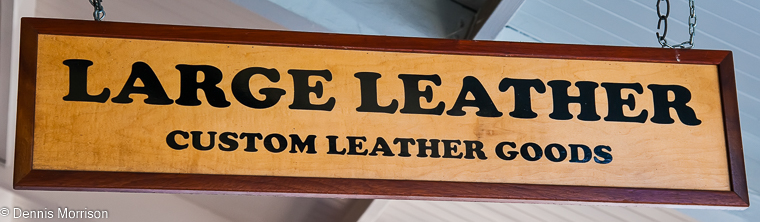 LARGE LEATHER
CUSTOM LEATHER GOODS
© Dennis Morrison